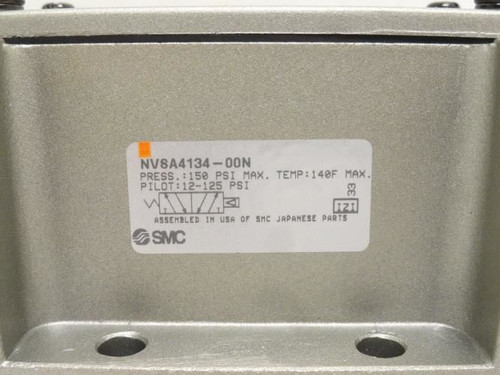 NVSA4134-00N
PRESS.:150 PSI MAX. TEMP:140F MAX.
PILOT:12-125 PSI
33
IZI
ASSEMBLED IN USA OF SMC JAPANESE PARTS
SMC